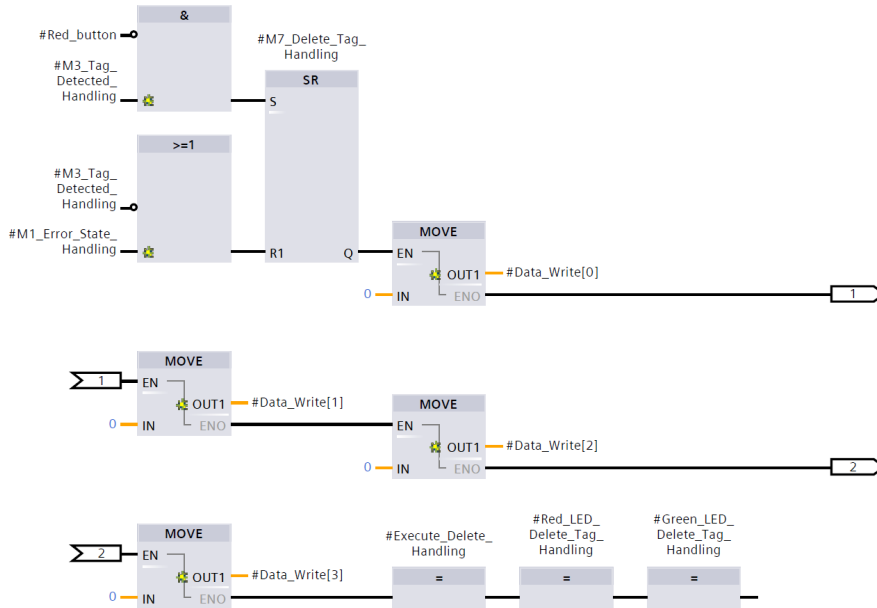 &
#Red_button
#M3_Tag_
Detected_
Handling
#M7_Delete_Tag_
Handling
SR
S
>=1
#M3_Tag_
Detected_
Handling
#M1_Error_State_
Handling
R1 Q
MOVE
EN
OUT1 #Data_Write[0]
0 IN ENO
1
MOVE
1 EN
OUT1 #Data_Write[1]
0 IN ENO
MOVE
EN
OUT1 #Data_Write[2]
0 IN ENO
2
MOVE
2 EN
OUT1 #Data_Write[3]
0 IN ENO
#Execute_Delete_
Handling
=
#Red_LED_
Delete_Tag_
Handling
=
#Green_LED_
Delete_Tag_
Handling
=